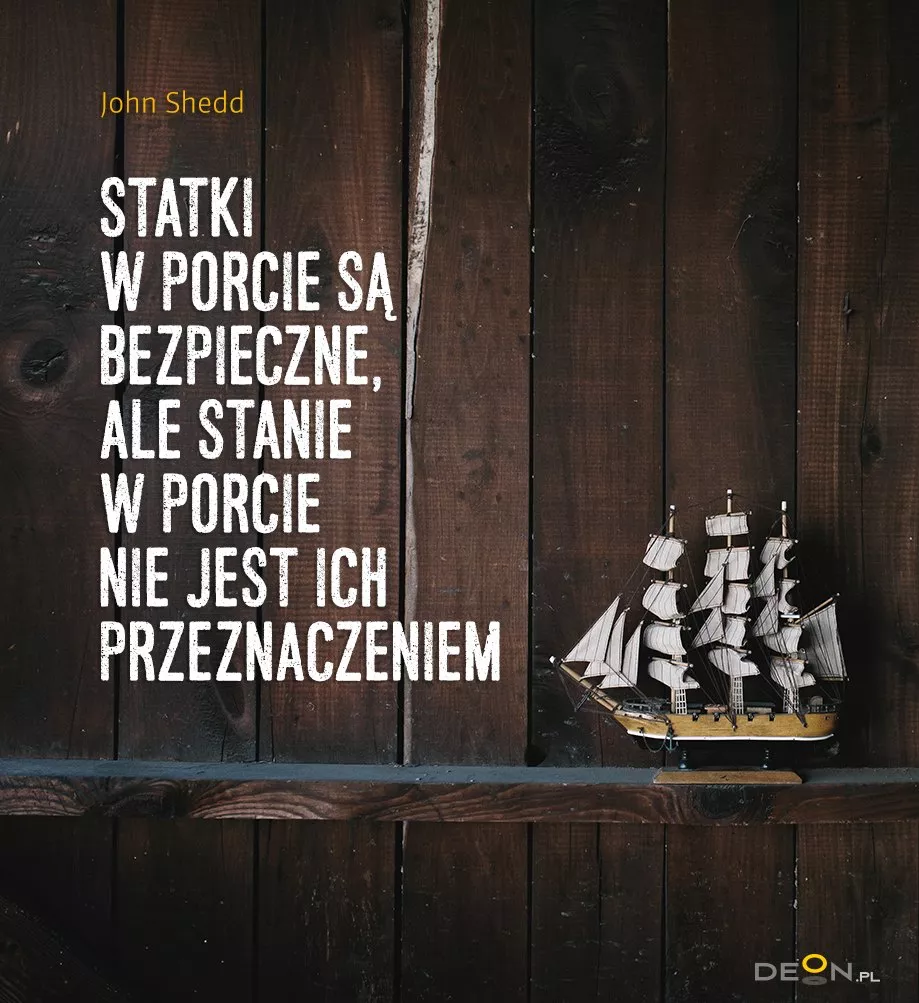 John Shedd
STATKI
W PORCIE SĄ
BEZPIECZNE,
ALE STANIE
W PORCIE
NIE JEST ICH
PRZEZNACZENIEM
DEON.PL